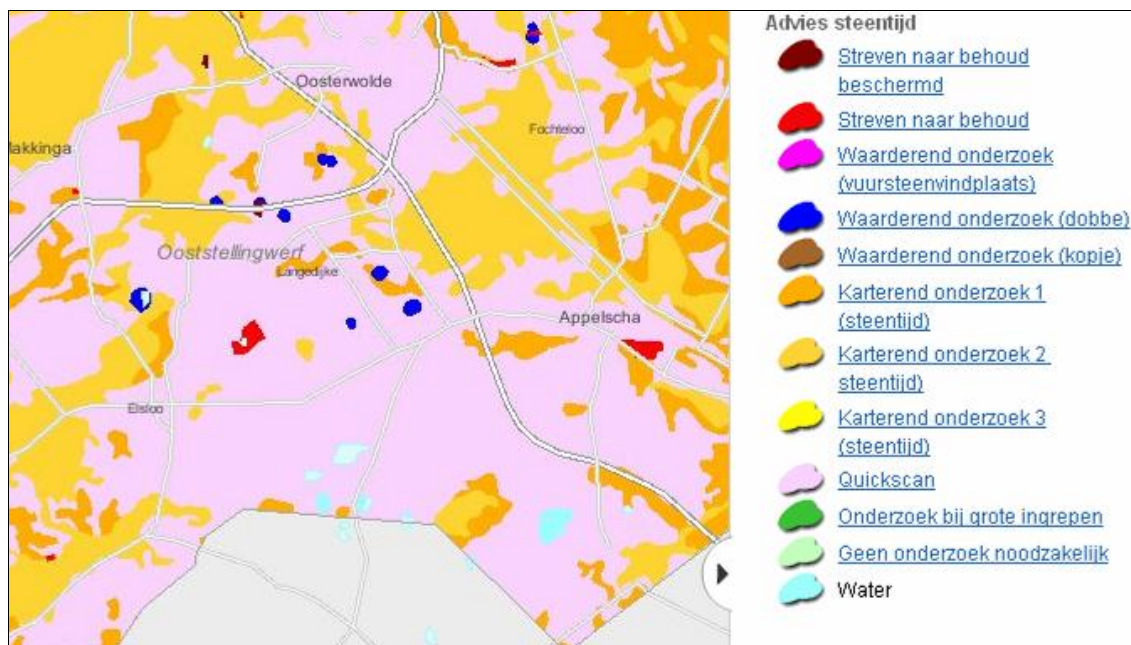 Oosterwolde
Fochteloo
Makkinga
Ooststellingwerf
Langedijke
Appelscha
Elsloo
Advies steentijd
Streven naar behoud
beschermd
Streven naar behoud
Waarderend onderzoek
(vuursteenvindplaats)
Waarderend onderzoek (dobbe)
Waarderend onderzoek (kopje)
Karterend onderzoek 1
(steentijd)
Karterend onderzoek 2
steentijd)
Karterend onderzoek 3
(steentijd)
Quickscan
Onderzoek bij grote ingrepen
Geen onderzoek noodzakelijk
Water